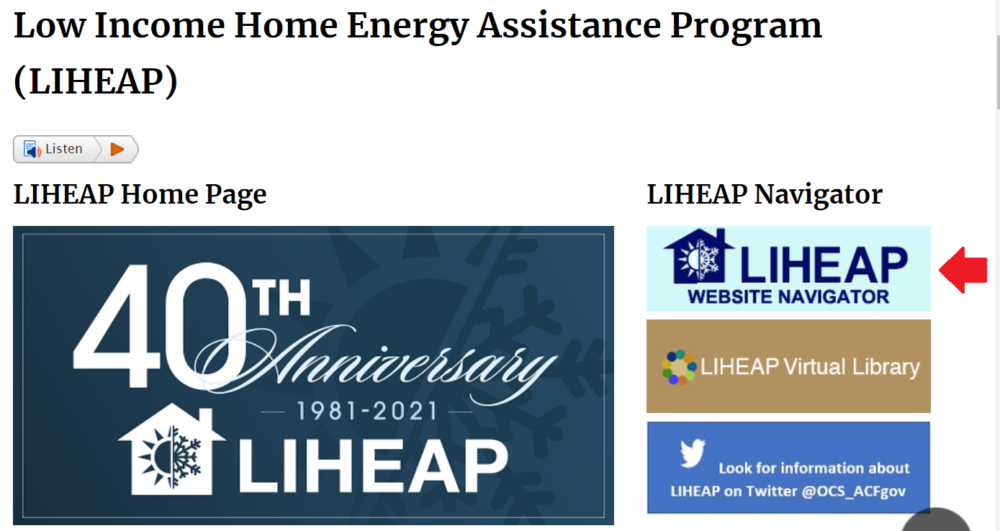 Low Income Home Energy Assistance Program
(LIHEAP)
Listen
LIHEAP Home Page
40TH
Anniversary
1981-2021
LIHEAP
LIHEAP Navigator
LIHEAP
WEBSITE NAVIGATOR
LIHEAP Virtual Library
Look for information about
LIHEAP on Twitter @OCS_ACFgov